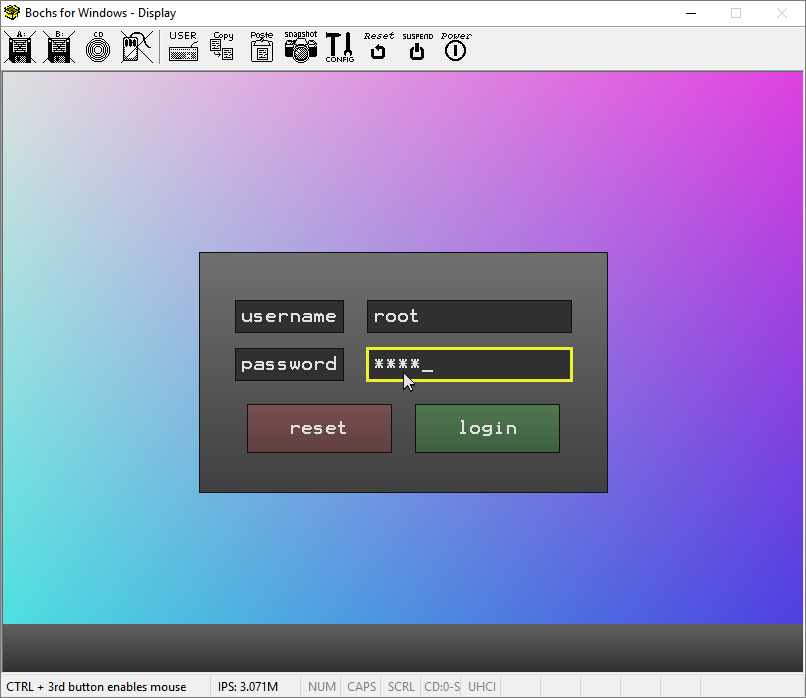 Bochs for Windows - Display
A: B: CD USER Copy Paste Snapshot CONFIG Reset SUSPEND Power
username root
password ****_
reset login
CTRL + 3rd button enables mouse IPS: 3.071M NUM CAPS SCRL CD:0-S UHCI